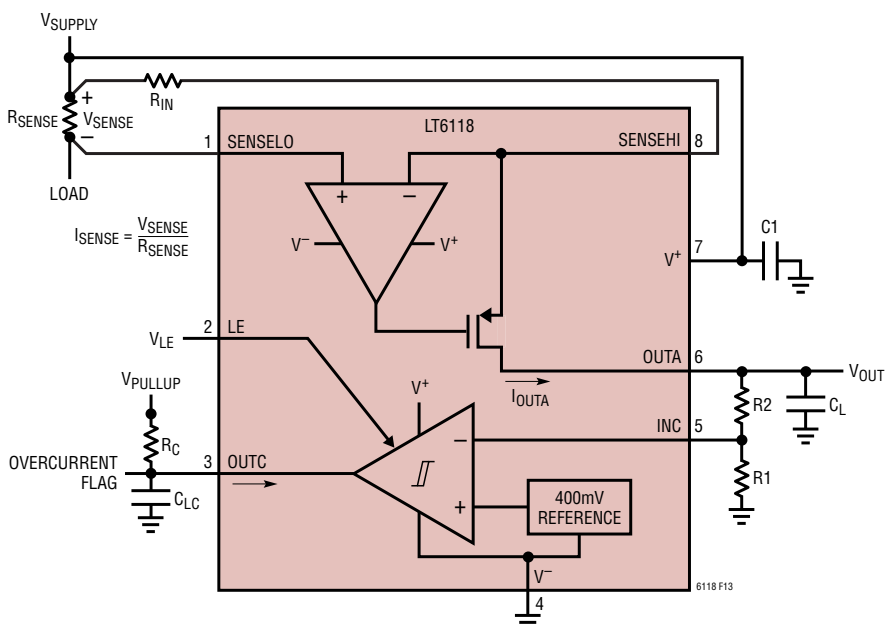 VSUPPLY
+
RIN
RSENSE
VSENSE
−
LT6118
1
SENSELO
SENSEHI
8
LOAD
+
−
ISENSE = VSENSE
RSENSE
V−
V+
C1
7
V+
2
LE
VLE
OUTA
6
VOUT
VPULLUP
V+
IOUTA
R2
CL
INC
5
RC
−
OVERCURRENT
FLAG
3
OUTC
R1
CLC
+
400mV
REFERENCE
V−
4
6118 F13